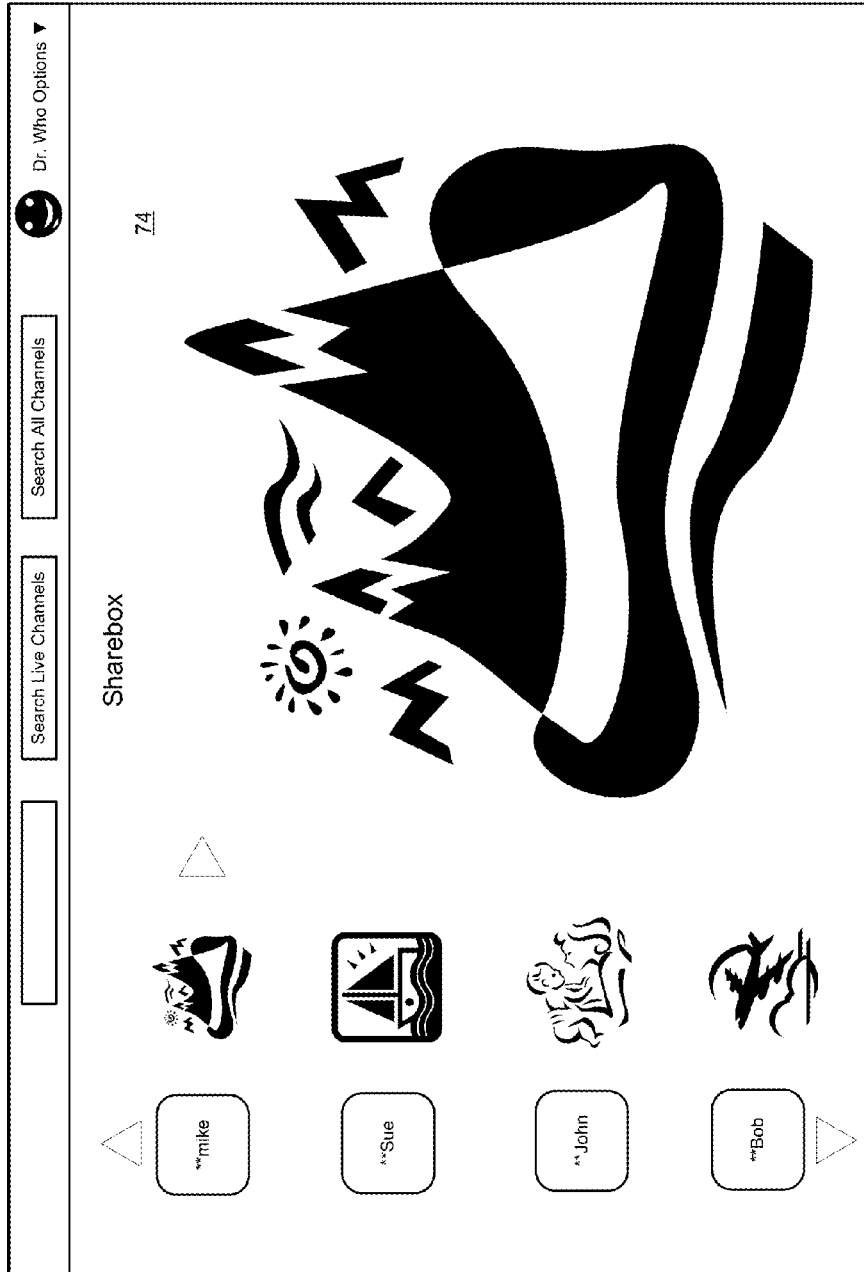 Search Live Channels
Search All Channels
Dr. Who Options ▼
Sharebox
74
**mike
**Sue
**John
**Bob